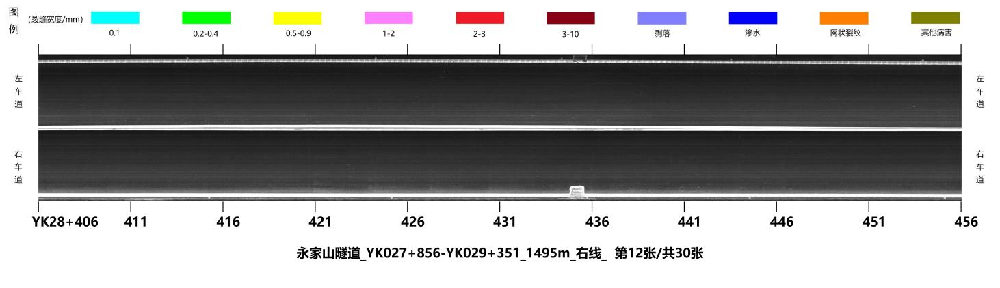 图例
(裂缝宽度/mm)
0.1 0.2-0.4 0.5-0.9 1-2 2-3 3-10 剥落 渗水 网状裂纹 其他病害
左车道
左车道
右车道
右车道
YK28+406 411 416 421 426 431 436 441 446 451 456
永家山隧道_YK027+856-YK029+351_1495m_右线_ 第12张/共30张